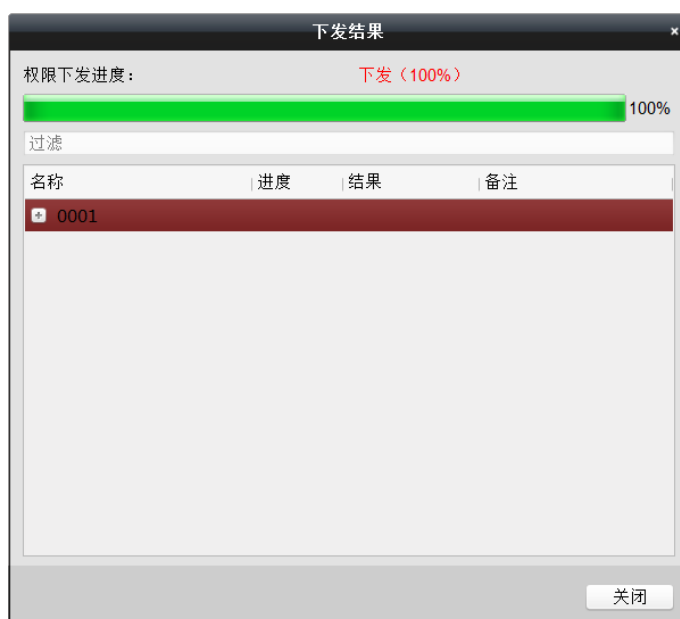 下发结果
权限下发进度： 下发（100%）
100%
过滤
名称 进度 结果 备注
0001
关闭